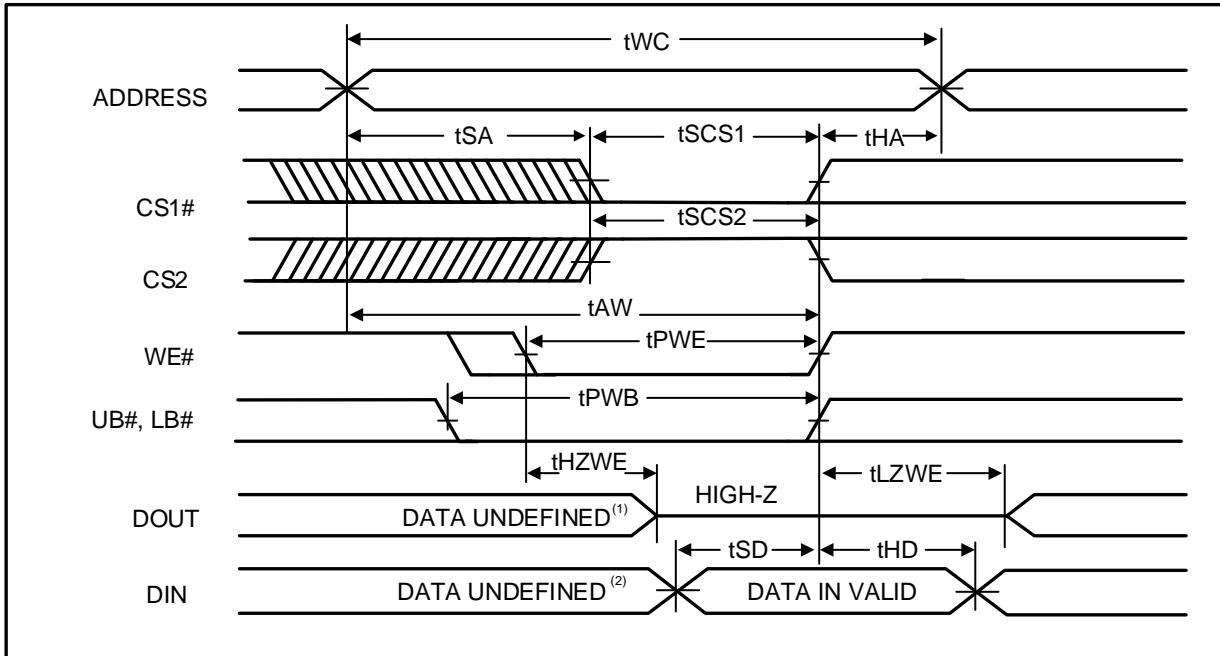 tWC
ADDRESS
tSA tSCS1 tHA
CS1#
tSCS2
CS2
tAW
WE# tPWE
tPWB
UB#, LB#
tHZWE tLZWE
HIGH-Z
DOUT DATA UNDEFINED(1)
tSD tHD
DIN DATA UNDEFINED (2) DATA IN VALID